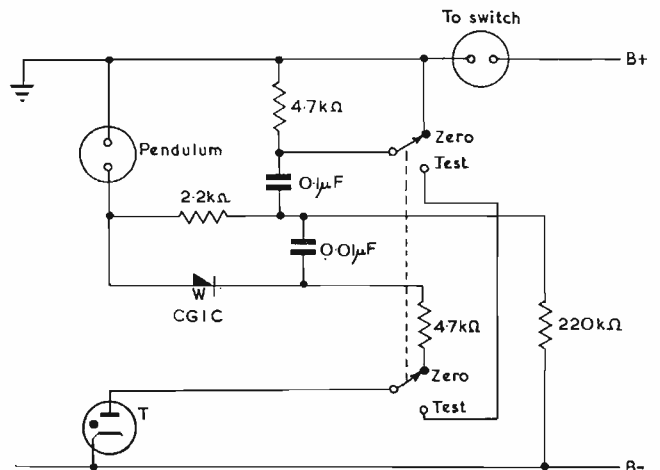 To switch
B+
4.7kΩ
Zero
Pendulum
Test
0.1μF
2.2kΩ
0.01μF
W
CG1C
4.7kΩ
220kΩ
Zero
T
Test
B-